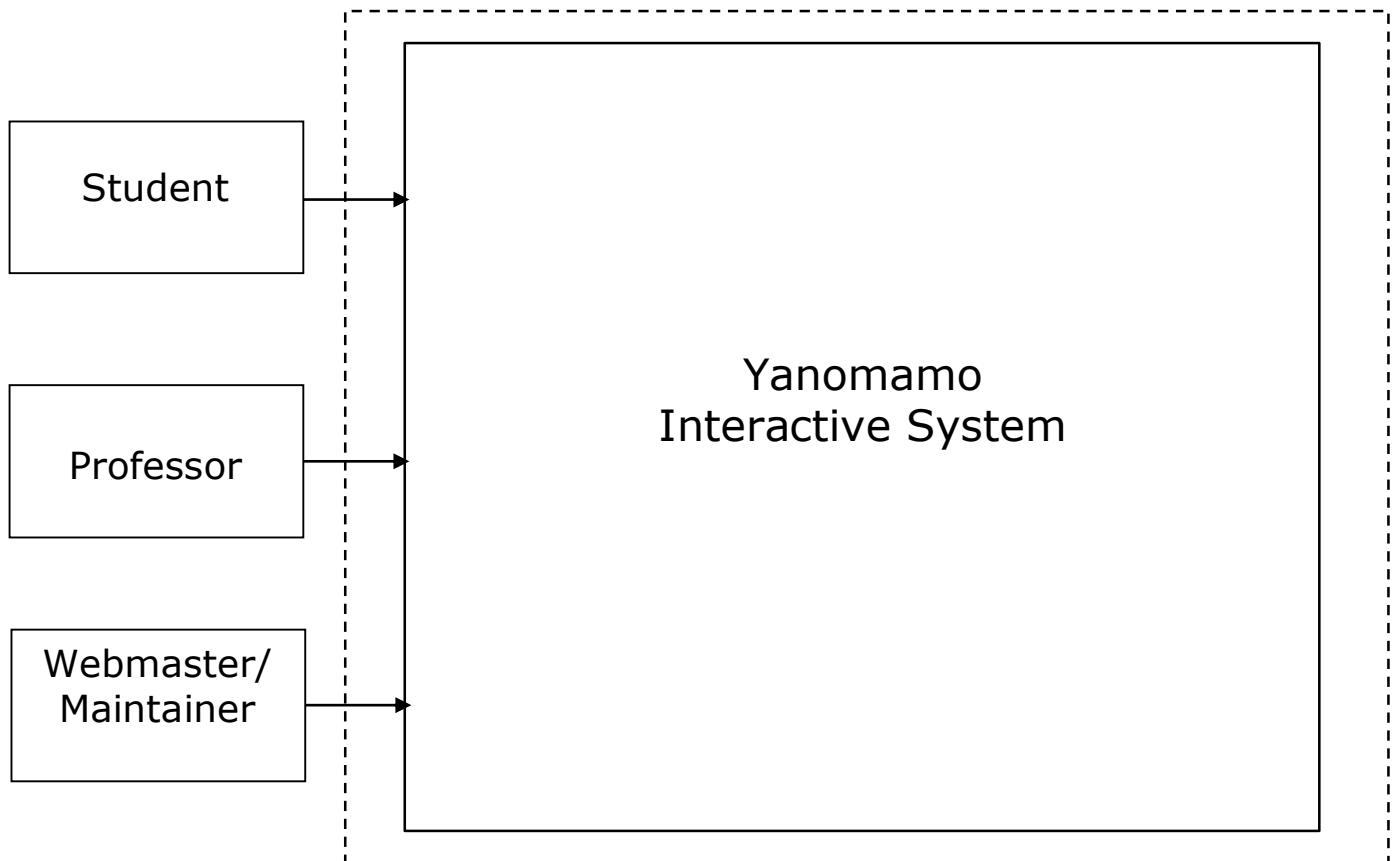 Student
Yanomamo
Interactive System
Professor
Webmaster/
Maintainer